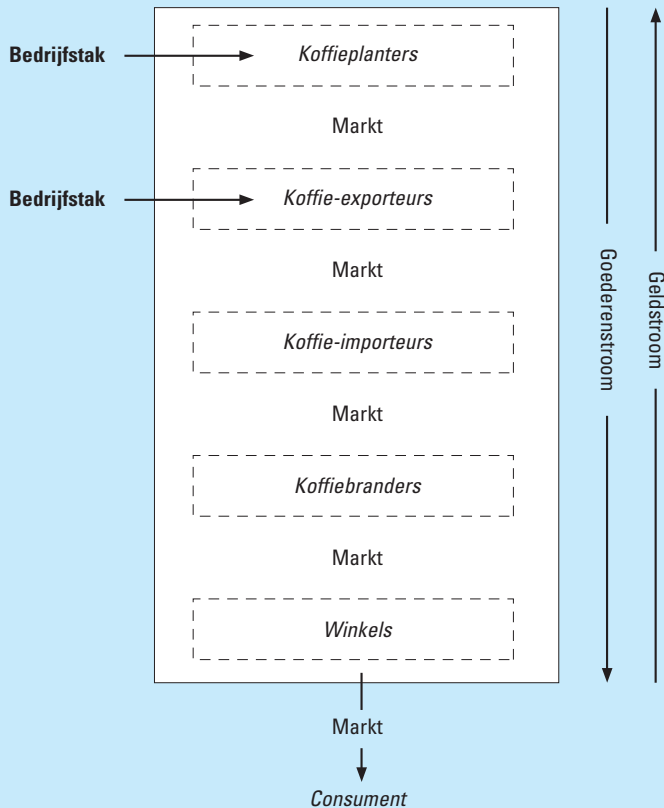 Bedrijfstak
Koffieplanters
Markt
Bedrijfstak
Koffie-exporteurs
Markt
Koffie-importeurs
Markt
Koffiebranders
Markt
Winkels
Markt
Consument
Goederenstroom
Geldstroom